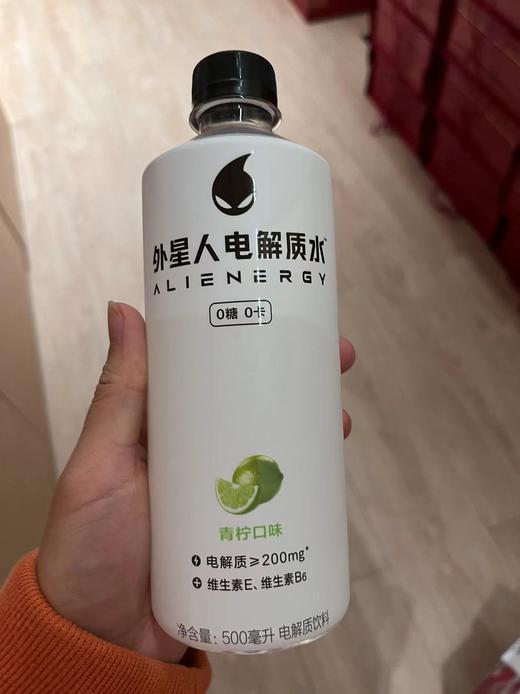 外星人电解质水™
ALIENERGY
0糖 0卡
青柠口味
电解质≥200mg*
维生素E、维生素B6
净含量: 500毫升 电解质饮料